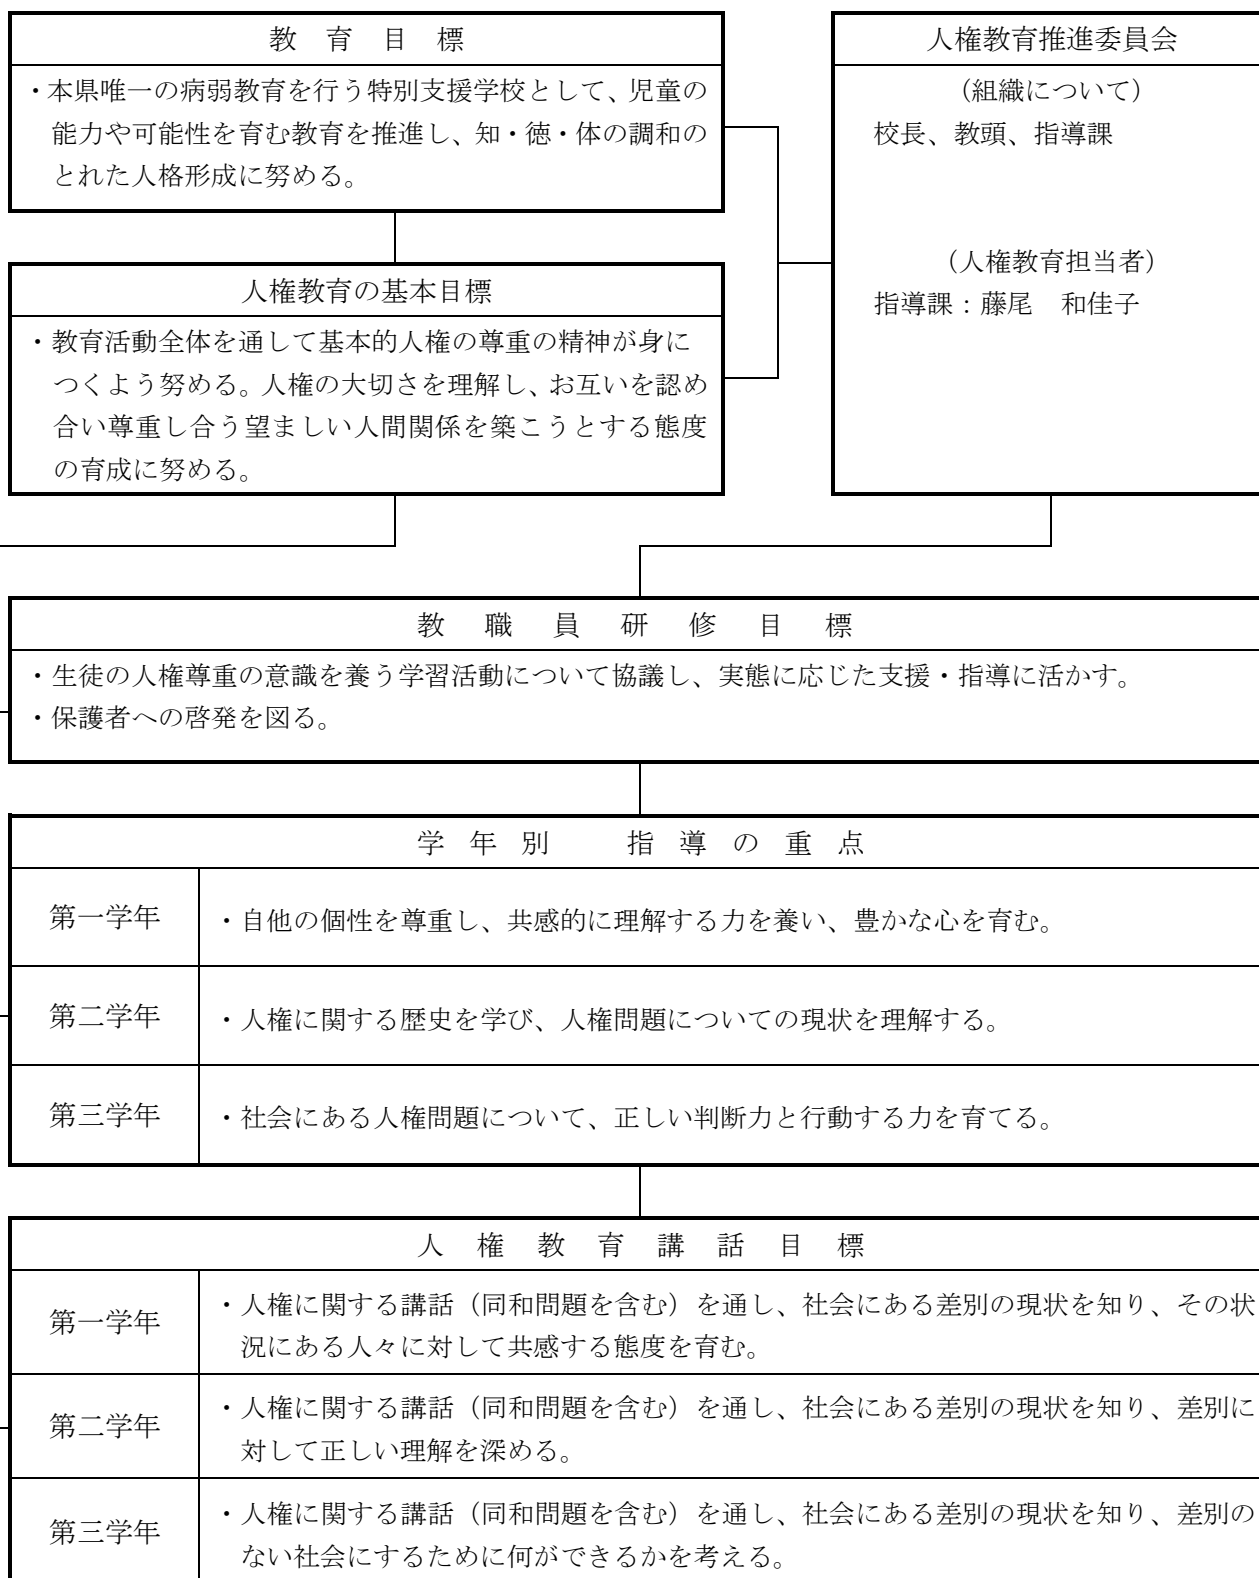 教育目標
・本県唯一の病弱教育を行う特別支援学校として、児童の
能力や可能性を育む教育を推進し、知・徳・体の調和の
とれた人格形成に努める。
人権教育推進委員会
（組織について）
校長、教頭、指導課
（人権教育担当者）
指導課：藤尾　和佳子
人権教育の基本目標
・教育活動全体を通して基本的人権の尊重の精神が身に
つくよう努める。人権の大切さを理解し、お互いを認め
合い尊重し合う望ましい人間関係を築こうとする態度
の育成に努める。
教職員研修目標
・生徒の人権尊重の意識を養う学習活動について協議し、実態に応じた支援・指導に活かす。
・保護者への啓発を図る。
学年別　指導の重点
第一学年
・自他の個性を尊重し、共感的に理解する力を養い、豊かな心を育む。
第二学年
・人権に関する歴史を学び、人権問題についての現状を理解する。
第三学年
・社会にある人権問題について、正しい判断力と行動する力を育てる。
人権教育講話目標
第一学年
・人権に関する講話（同和問題を含む）を通し、社会にある差別の現状を知り、その状
況にある人々に対して共感する態度を育む。
第二学年
・人権に関する講話（同和問題を含む）を通し、社会にある差別の現状を知り、差別に
対して正しい理解を深める。
第三学年
・人権に関する講話（同和問題を含む）を通し、社会にある差別の現状を知り、差別の
ない社会にするために何ができるかを考える。